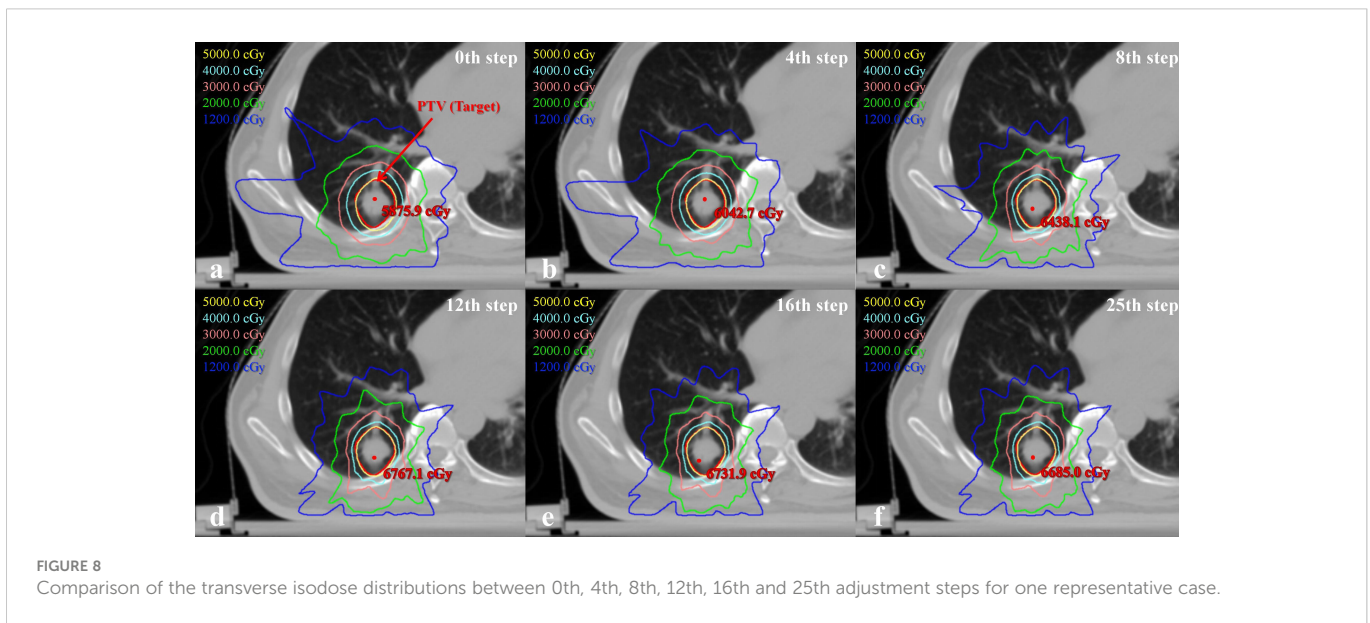 5000.0 cGy
4000.0 cGy
3000.0 cGy
2000.0 cGy
1200.0 cGy
0th step
PTV (Target)
5875.9 cGy
a
5000.0 cGy
4000.0 cGy
3000.0 cGy
2000.0 cGy
1200.0 cGy
4th step
6042.7 cGy
b
5000.0 cGy
4000.0 cGy
3000.0 cGy
2000.0 cGy
1200.0 cGy
8th step
6438.1 cGy
c
5000.0 cGy
4000.0 cGy
3000.0 cGy
2000.0 cGy
1200.0 cGy
12th step
6767.1 cGy
d
5000.0 cGy
4000.0 cGy
3000.0 cGy
2000.0 cGy
1200.0 cGy
16th step
6731.9 cGy
e
5000.0 cGy
4000.0 cGy
3000.0 cGy
2000.0 cGy
1200.0 cGy
25th step
6685.0 cGy
f
FIGURE 8
Comparison of the transverse isodose distributions between 0th, 4th, 8th, 12th, 16th and 25th adjustment steps for one representative case.